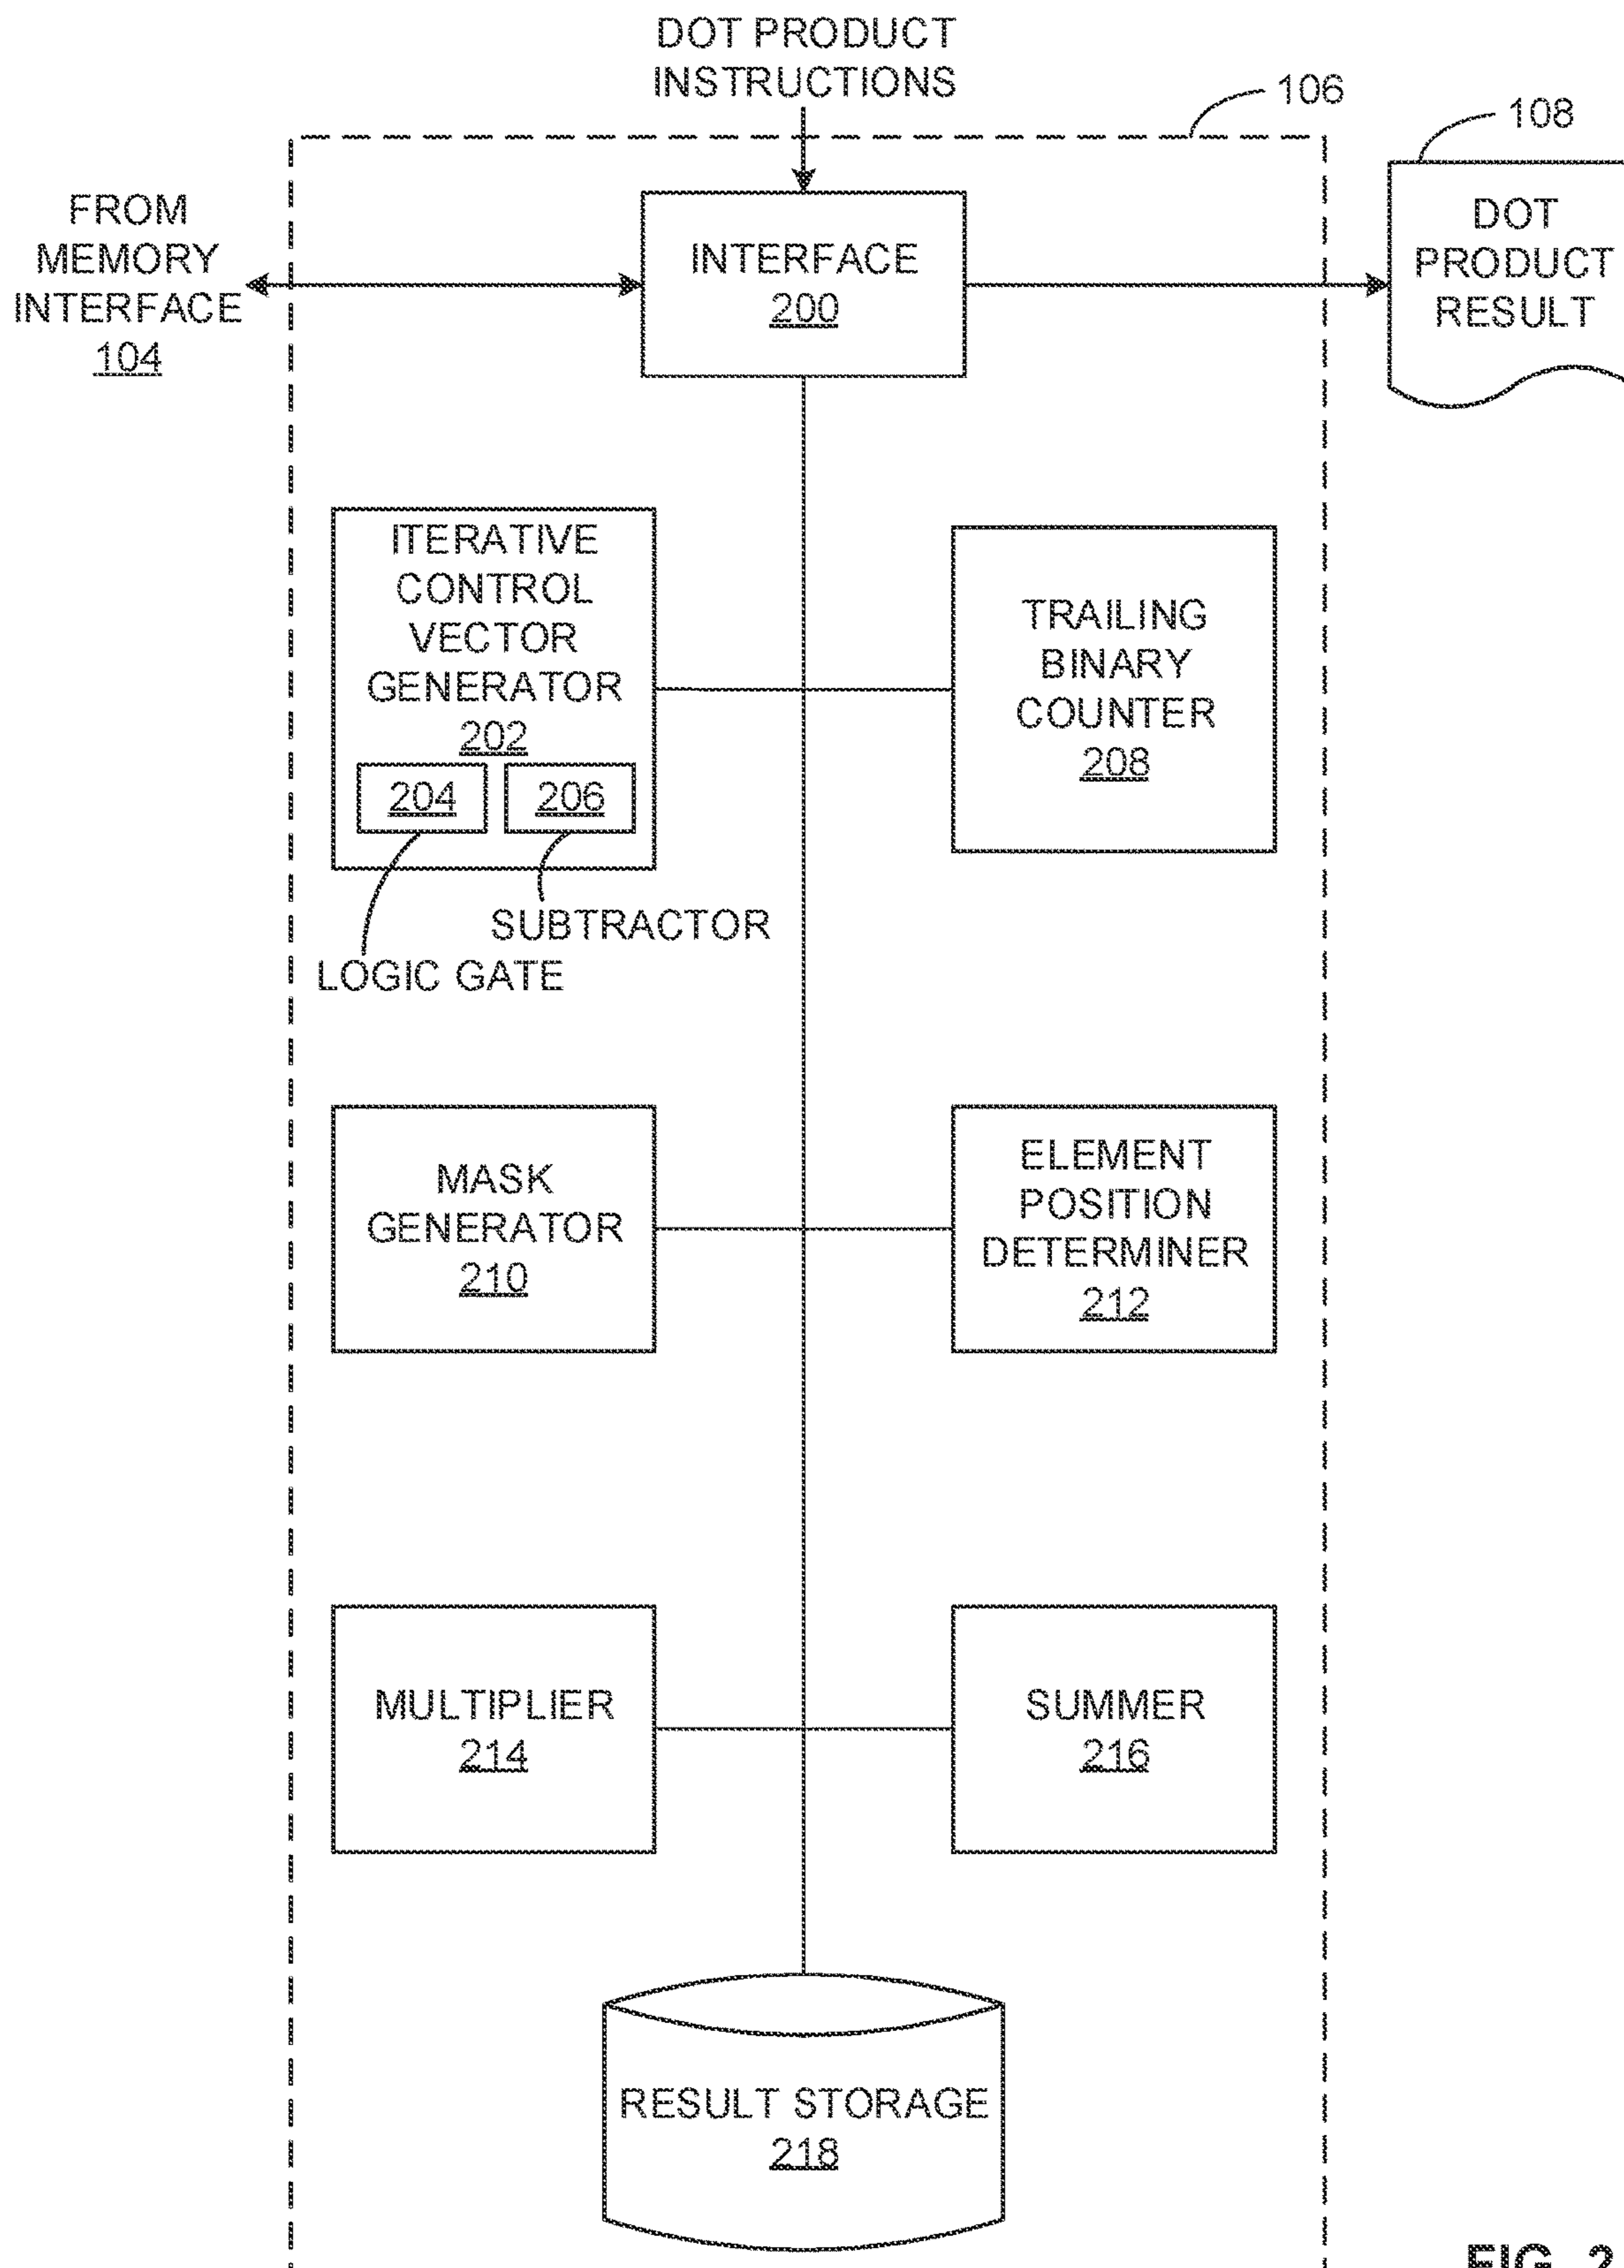 DOT PRODUCT
INSTRUCTIONS
106
108
FROM
MEMORY
INTERFACE
104
INTERFACE
200
DOT
PRODUCT
RESULT
ITERATIVE
CONTROL
VECTOR
GENERATOR
202
204
206
SUBTRACTOR
LOGIC GATE
TRAILING
BINARY
COUNTER
208
MASK
GENERATOR
210
ELEMENT
POSITION
DETERMINER
212
MULTIPLIER
214
SUMMER
216
RESULT STORAGE
218
FIG. 2